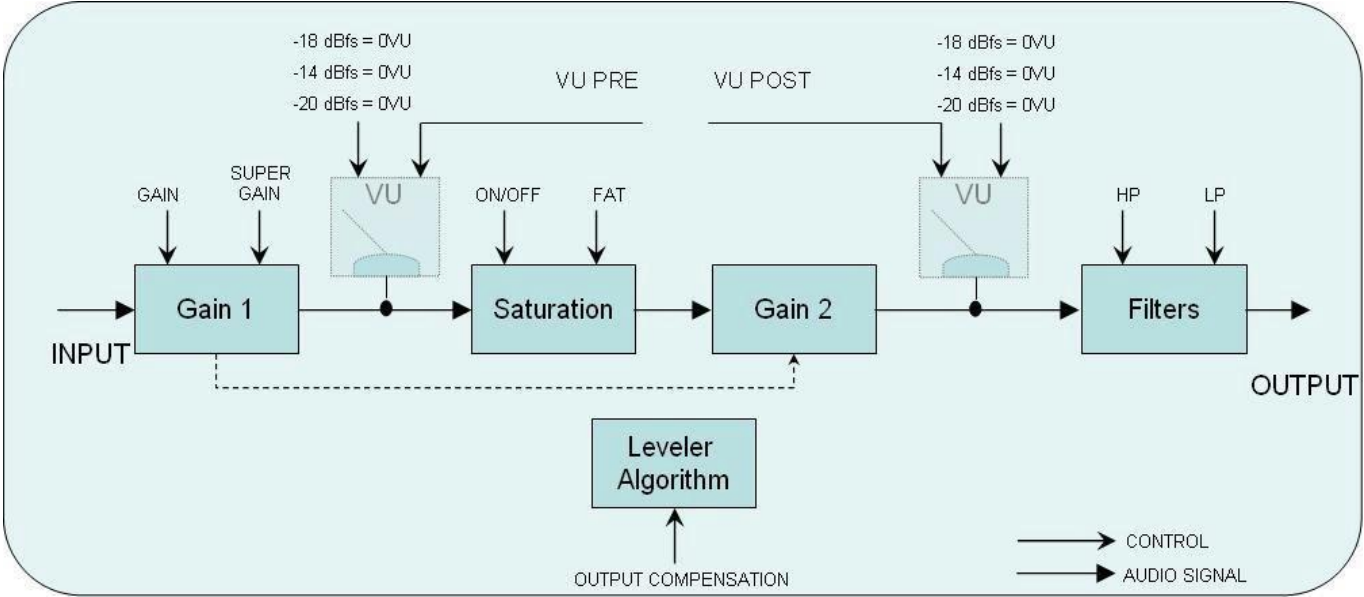 -18 dBfs = 0VU
-14 dBfs = 0VU
-20 dBfs = 0VU
VU PRE
VU POST
-18 dBfs = 0VU
-14 dBfs = 0VU
-20 dBfs = 0VU
GAIN
SUPER
GAIN
VU
ON/OFF
FAT
VU
HP
LP
Gain 1
Saturation
Gain 2
Filters
INPUT
OUTPUT
Leveler
Algorithm
OUTPUT COMPENSATION
CONTROL
AUDIO SIGNAL